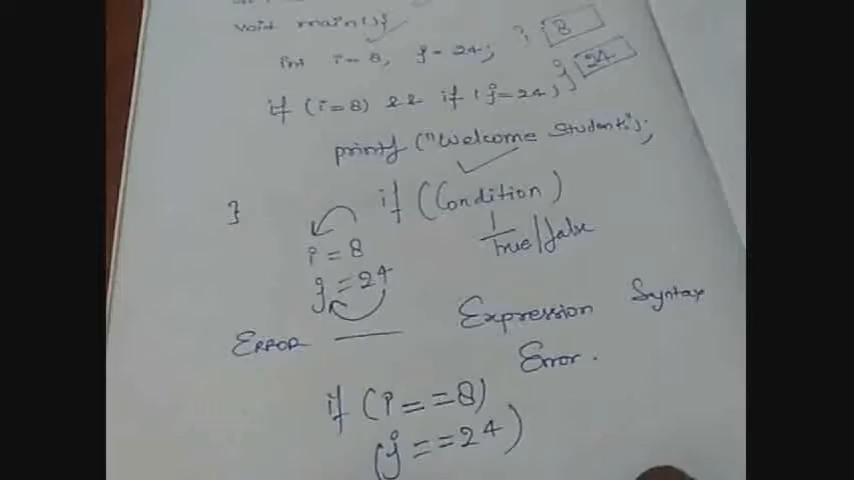 void main(){
int i=8, j=24; i 8
if (i=8) && if (j=24) j 24
printf ("Welcome Students");
}
if (Condition)
1
True/false
i = 8
j = 24
ERROR Expression Syntax
Error.
if (i==8)
(j==24)